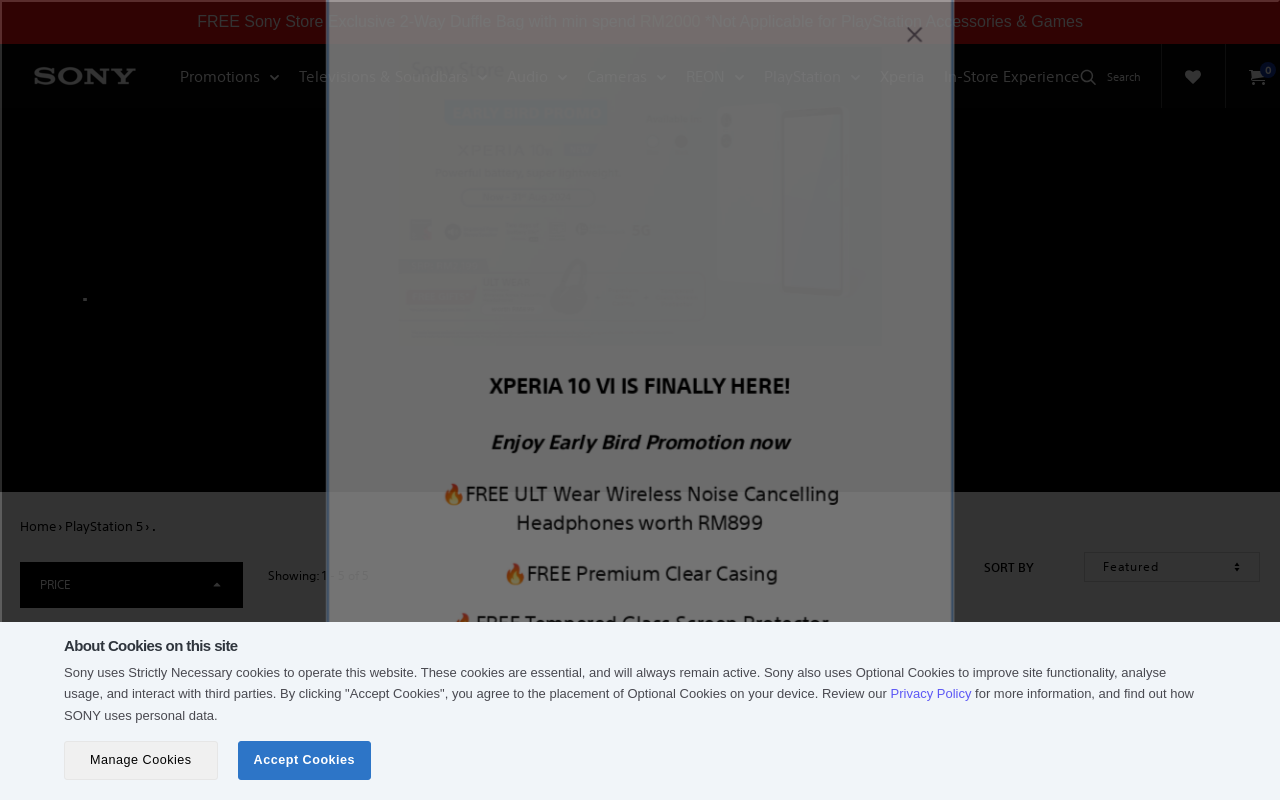 FREE Sony Store Exclusive 2-Way Duffle Bag with min spend RM2000 *Not Applicable for PlayStation Accessories & Games
SONY
Promotions
Televisions & Soundbars
Audio
Cameras
REON
PlayStation
Xperia
In-Store Experience
Search
0
XPERIA 10 VI IS FINALLY HERE!
Enjoy Early Bird Promotion now
🔥FREE ULT Wear Wireless Noise Cancelling
Headphones worth RM899
🔥FREE Premium Clear Casing
🔥FREE Tempered Glass Screen Protector
Home › PlayStation 5 › .
PRICE
Showing: 1 - 5 of 5
SORT BY
Featured
About Cookies on this site
Sony uses Strictly Necessary cookies to operate this website. These cookies are essential, and will always remain active. Sony also uses Optional Cookies to improve site functionality, analyse
usage, and interact with third parties. By clicking "Accept Cookies", you agree to the placement of Optional Cookies on your device. Review our Privacy Policy for more information, and find out how
SONY uses personal data.
Manage Cookies
Accept Cookies